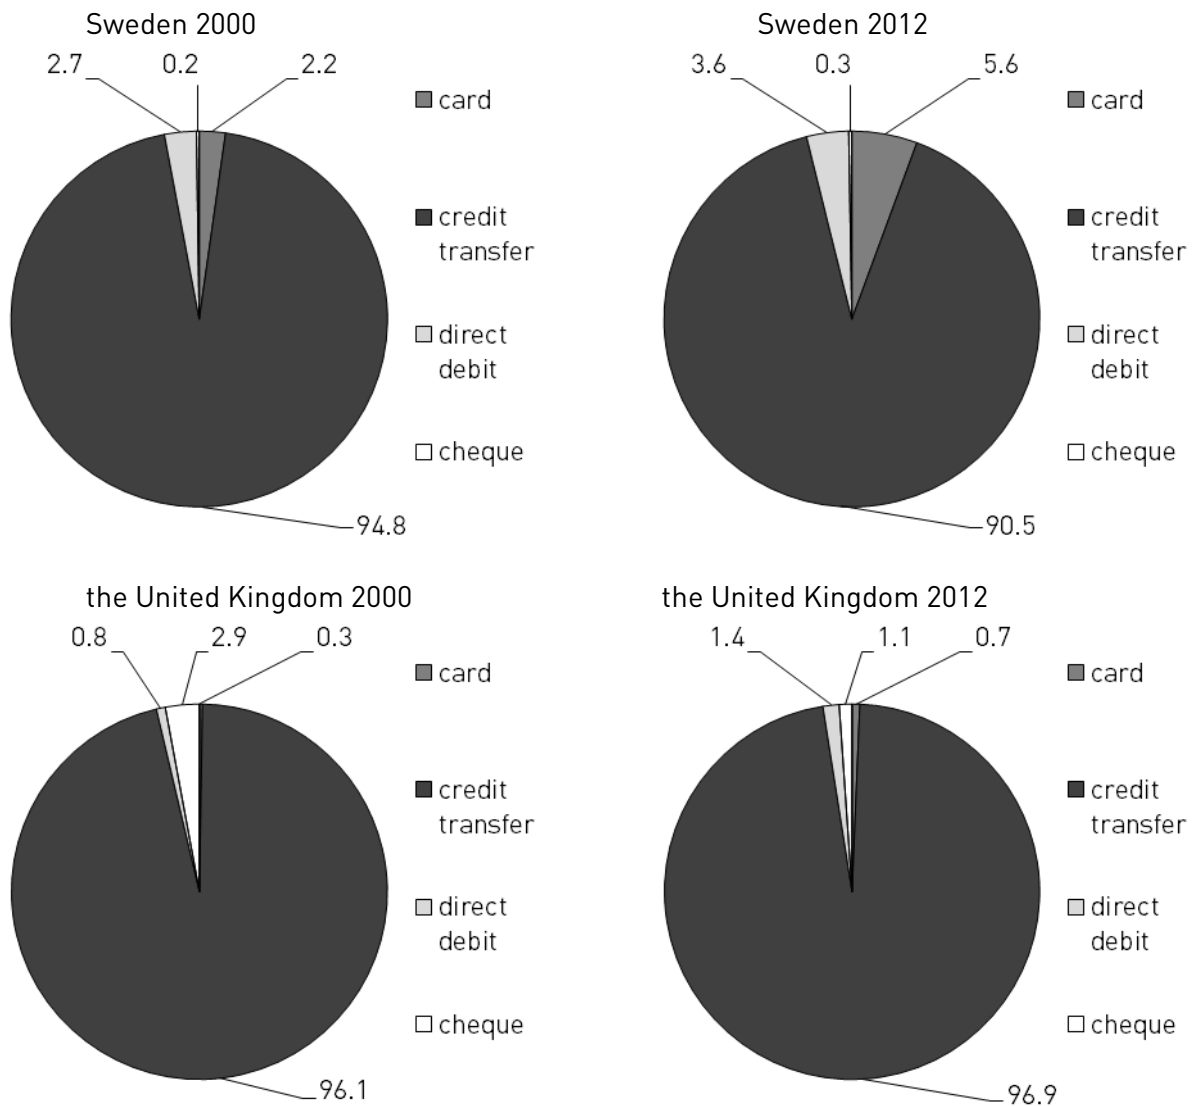 Sweden 2000
2.7 0.2 2.2
card
credit
transfer
direct
debit
cheque
94.8
Sweden 2012
3.6 0.3 5.6
card
credit
transfer
direct
debit
cheque
90.5
the United Kingdom 2000
0.8 2.9 0.3
card
credit
transfer
direct
debit
cheque
96.1
the United Kingdom 2012
1.4 1.1 0.7
card
credit
transfer
direct
debit
cheque
96.9